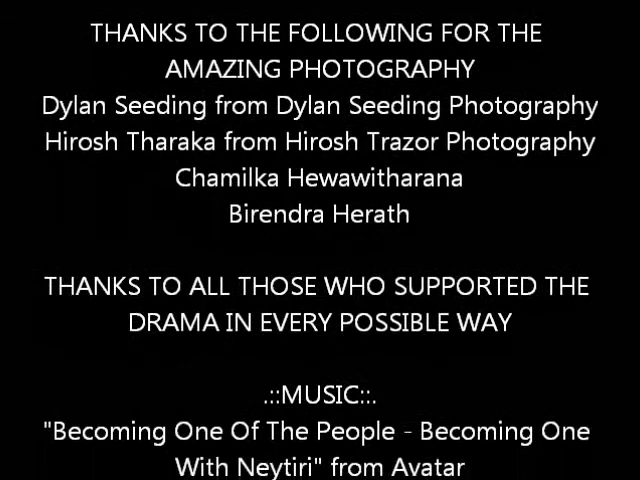 THANKS TO THE FOLLOWING FOR THE
AMAZING PHOTOGRAPHY
Dylan Seeding from Dylan Seeding Photography
Hirosh Tharaka from Hirosh Trazor Photography
Chamilka Hewawitharana
Birendra Herath
THANKS TO ALL THOSE WHO SUPPORTED THE
DRAMA IN EVERY POSSIBLE WAY
.::MUSIC::.
"Becoming One Of The People - Becoming One
With Neytiri" from Avatar